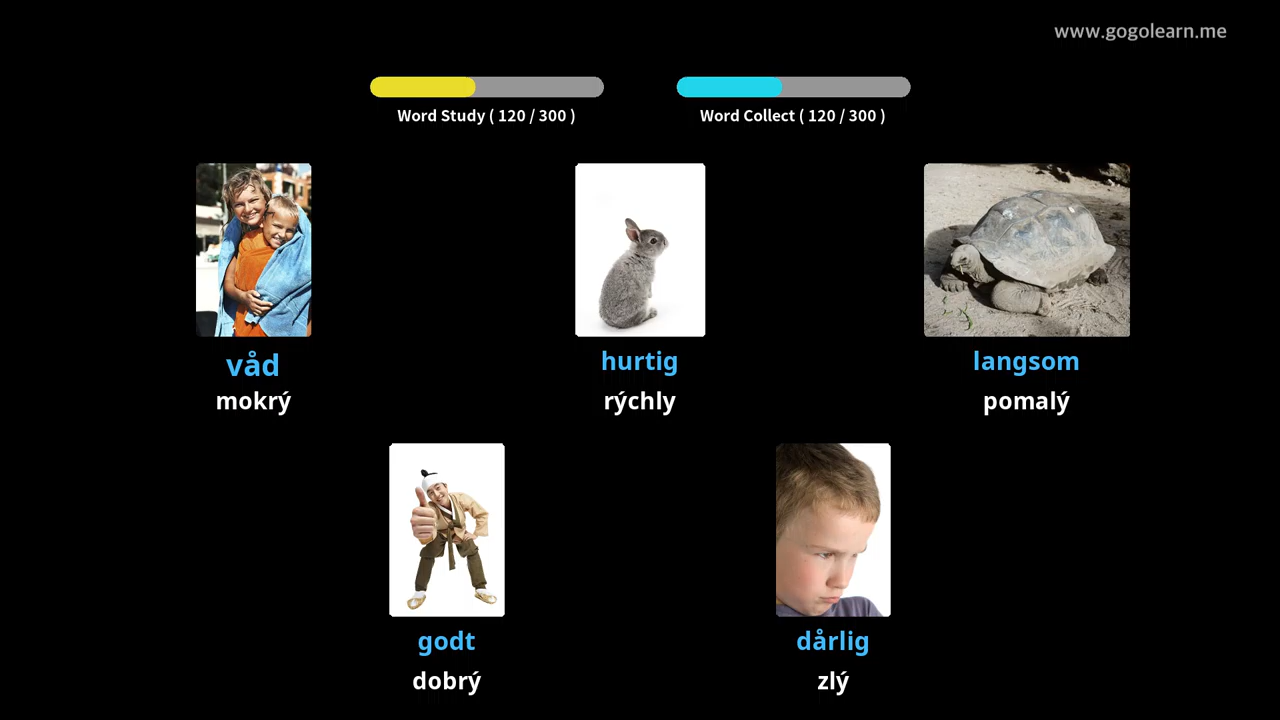 www.gogolearn.me
Word Study ( 120 / 300 )
Word Collect ( 120 / 300 )
våd
mokrý
hurtig
rýchly
langsom
pomalý
godt
dobrý
dårlig
zlý